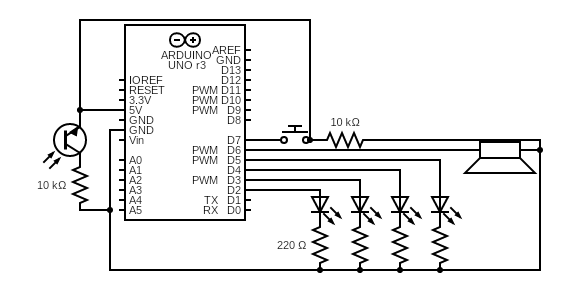 ARDUINO
UNO r3
AREF
GND
D13
IOREF
D12
RESET
PWM D11
3.3V
PWM D10
5V
PWM D9
GND
D8
GND
Vin
D7
PWM D6
A0
PWM D5
A1
D4
A2
PWM D3
A3
D2
A4
TX D1
A5
RX D0
10 kΩ
10 kΩ
220 Ω